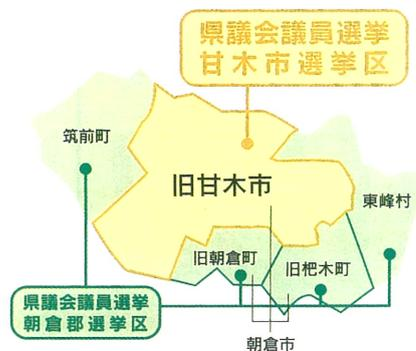 県議会議員選挙
甘木市選挙区
筑前町
旧甘木市
東峰村
旧朝倉町
旧杷木町
県議会議員選挙
朝倉郡選挙区
朝倉市